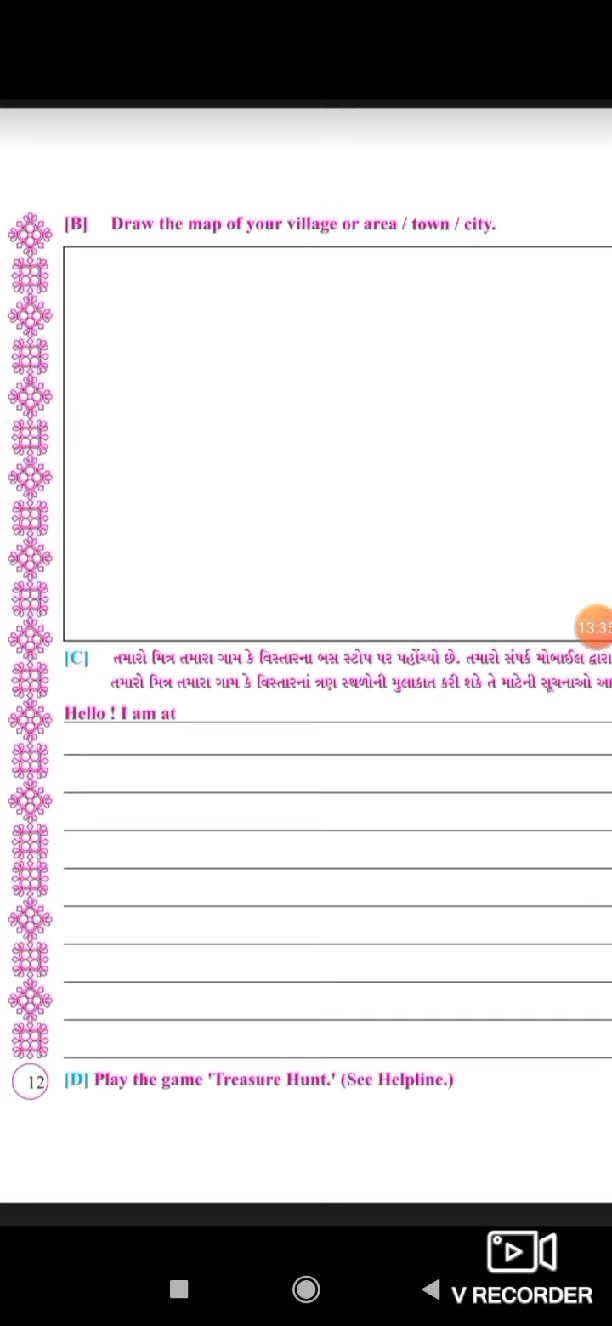 [B] Draw the map of your village or area / town / city.
[C] તમારો મિત્ર તમારા ગામ કે વિસ્તારના બસ સ્ટોપ પર પહોંચ્યો છે. તમારો સંપર્ક મોબાઈલ દ્વારા
તમારો મિત્ર તમારા ગામ કે વિસ્તારનાં ત્રણ સ્થળોની મુલાકાત કરી શકે તે માટેની સૂચનાઓ આ
Hello ! I am at
12 [D] Play the game 'Treasure Hunt.' (See Helpline.)
13:35
V RECORDER